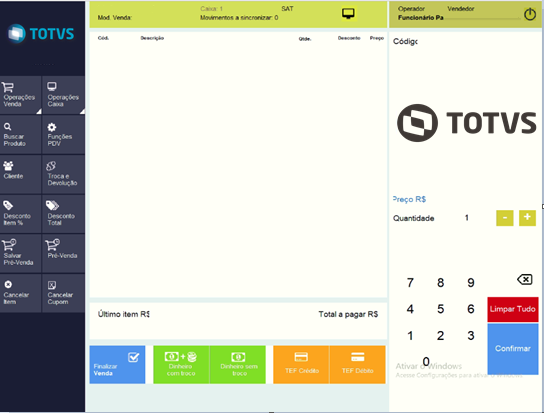 TOTVS
Operações
Venda
Operações
Caixa
Buscar
Produto
Funções
PDV
Cliente
Troca e
Devolução
Desconto
Item %
Desconto
Total
Salvar
Pré-Venda
Pré-Venda
Cancelar
Item
Cancelar
Cupom
Caixa: 1
SAT
Mod. Venda:
Movimentos a sincronizar: 0
Cód.
Descrição
Qtde.
Desconto
Preço
Último item R$
Total a pagar R$
Finalizar
Venda
Dinheiro
com troco
Dinheiro sem
troco
TEF Crédito
TEF Débito
Operador
Vendedor
Funcionário Pa
Código
TOTVS
Preço R$
Quantidade
1
-
+
7 8 9
4 5 6
Limpar Tudo
1 2 3
Confirmar
0
Ativar o Windows
Acesse Configurações para ativar o Windows.